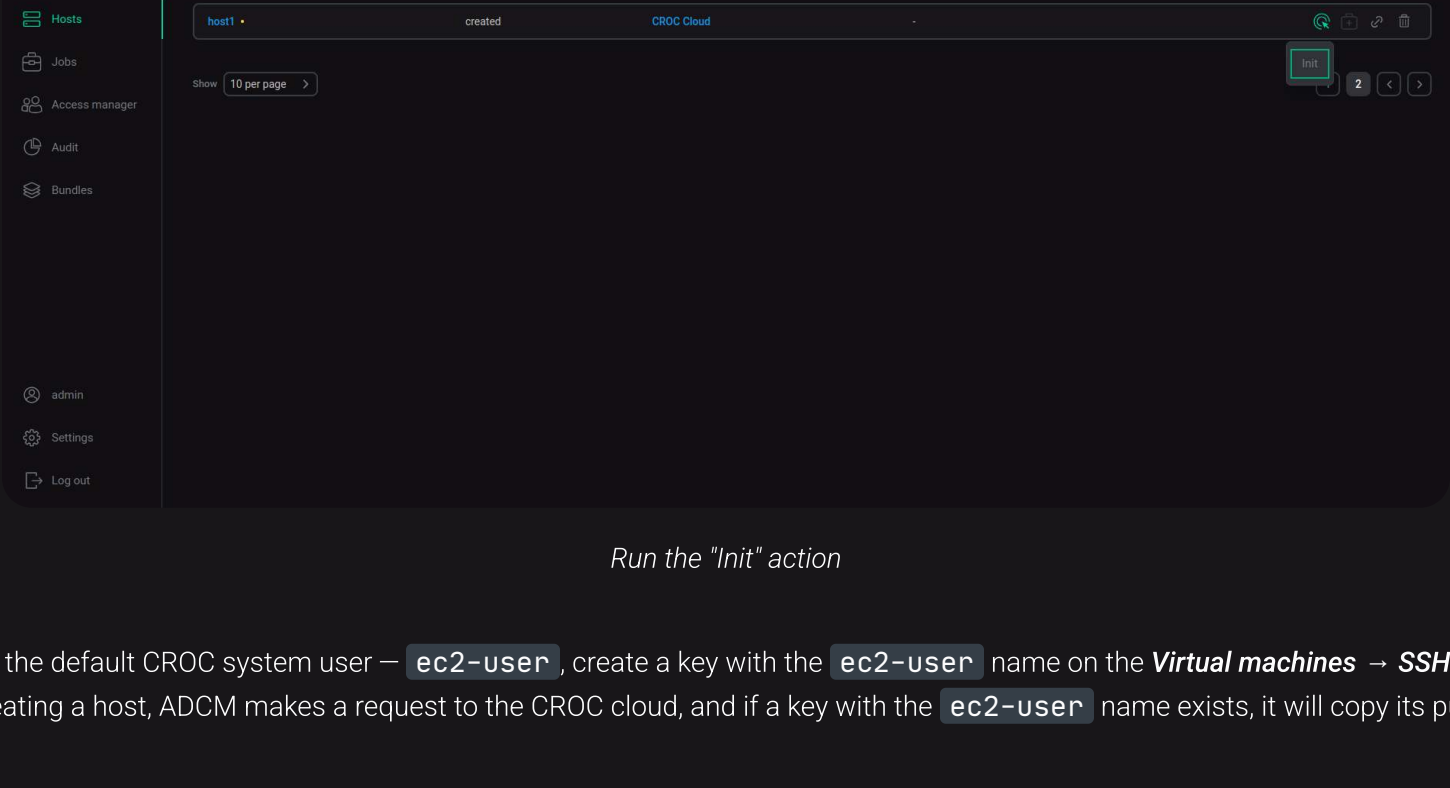 Hosts
host1 created CROC Cloud -
Init
Jobs
Show 10 per page
2
Access manager
Audit
Bundles
admin
Settings
Log out
Run the "Init" action
the default CROC system user — ec2-user , create a key with the ec2-user name on the Virtual machines → SSH
ating a host, ADCM makes a request to the CROC cloud, and if a key with the ec2-user name exists, it will copy its